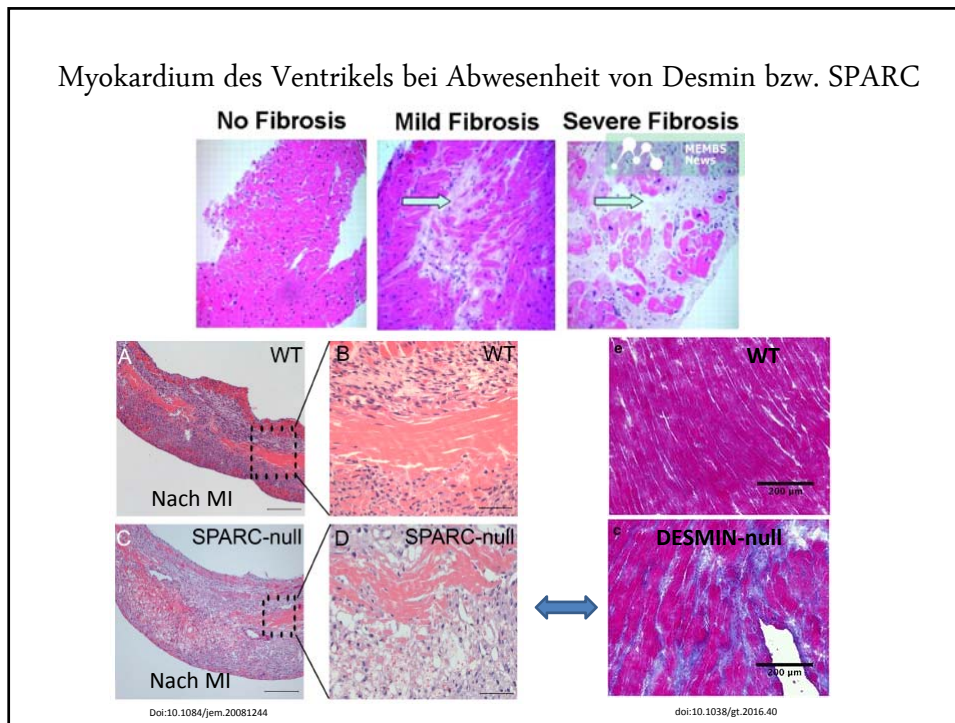 Myokardium des Ventrikels bei Abwesenheit von Desmin bzw. SPARC
No Fibrosis
Mild Fibrosis
Severe Fibrosis
MEMBS
News
A
WT
Nach MI
B
WT
e
WT
200 µm
C
SPARC-null
Nach MI
D
SPARC-null
c
DESMIN-null
200 µm
Doi:10.1084/jem.20081244
doi:10.1038/gt.2016.40